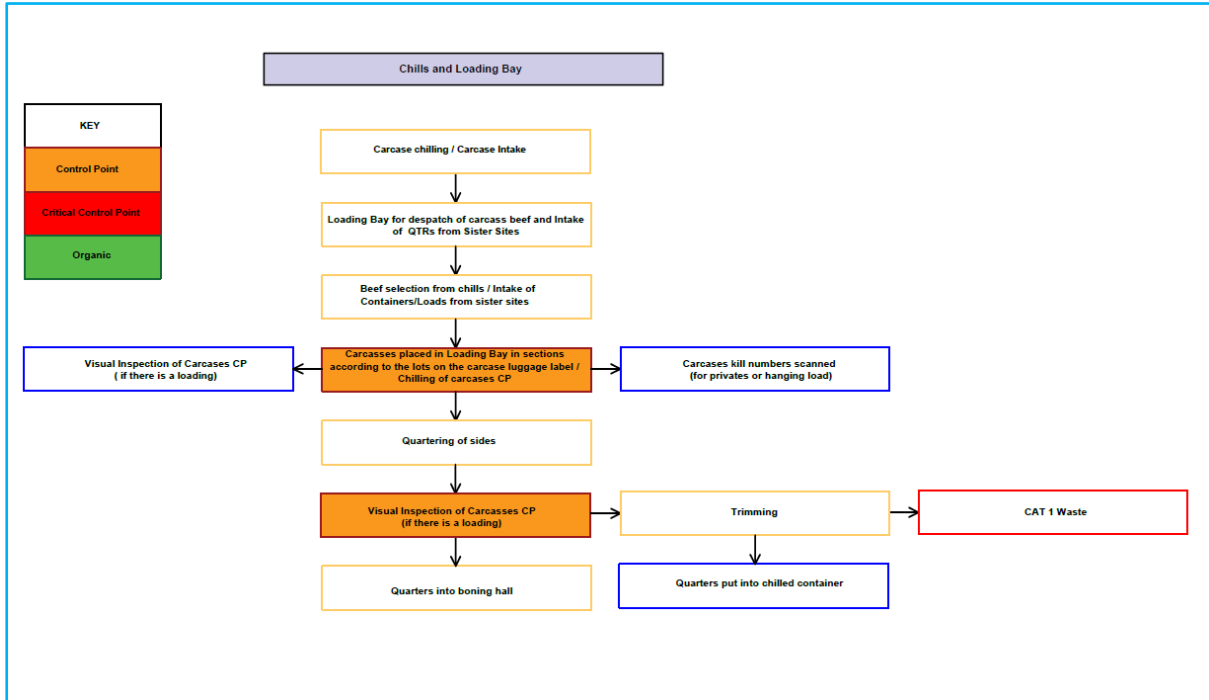 Chills and Loading Bay
KEY
Control Point
Critical Control Point
Organic
Carcase chilling / Carcase Intake
Loading Bay for despatch of carcass beef and Intake
of QTRs from Sister Sites
Beef selection from chills / Intake of
Containers/Loads from sister sites
Visual Inspection of Carcases CP
( if there is a loading)
Carcasses placed in Loading Bay in sections
according to the lots on the carcase luggage label /
Chilling of carcases CP
Carcases kill numbers scanned
(for privates or hanging load)
Quartering of sides
Visual Inspection of Carcasses CP
(if there is a loading)
Trimming
CAT 1 Waste
Quarters into boning hall
Quarters put into chilled container